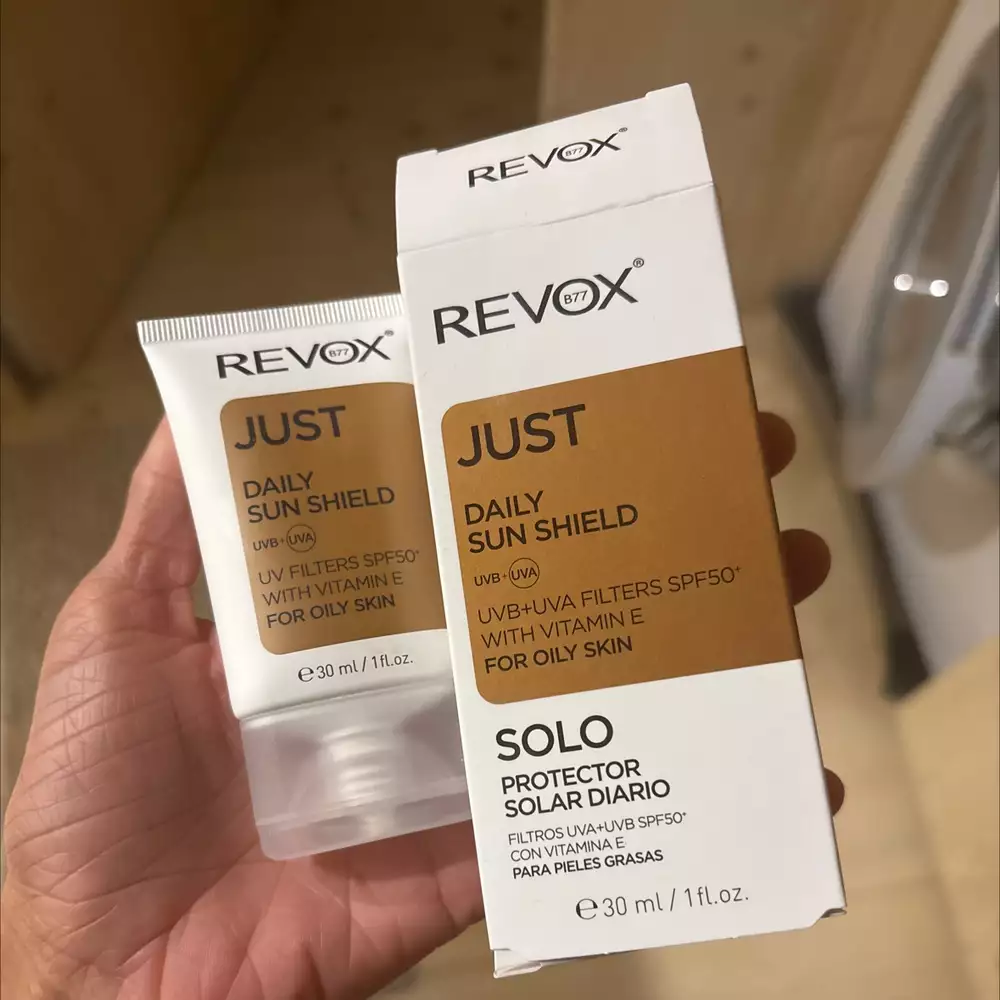 REVOX B77®
JUST
DAILY
SUN SHIELD
UVB+UVA
UV FILTERS SPF50+
WITH VITAMIN E
FOR OILY SKIN
℮30 ml / 1fl.oz.
REVOX B77®
REVOX B77®
JUST
DAILY
SUN SHIELD
UVB+UVA
UVB+UVA FILTERS SPF50+
WITH VITAMIN E
FOR OILY SKIN
SOLO
PROTECTOR
SOLAR DIARIO
FILTROS UVA+UVB SPF50+
CON VITAMINA E
PARA PIELES GRASAS
℮30 ml / 1fl.oz.